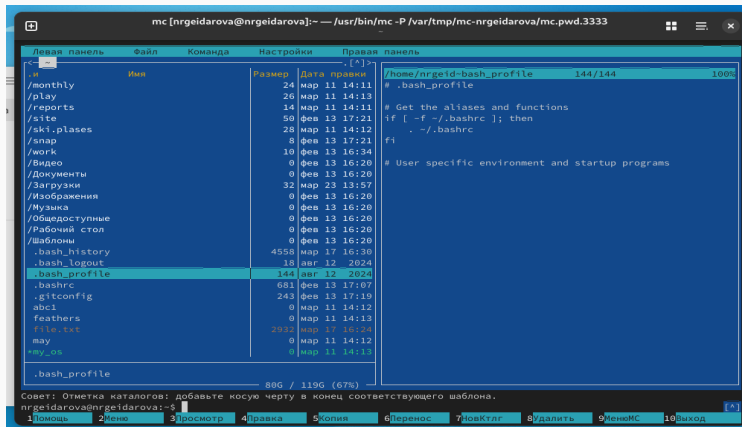 mc [nrgeidarova@nrgeidarova]:~ — /usr/bin/mc -P /var/tmp/mc-nrgeidarova/mc.pwd.3333
~
Левая панель Файл Команда Настройки Правая панель
<- ~ .[^]>
.и Имя Размер Дата правки
/monthly 24 мар 11 14:11
/play 26 мар 11 14:13
/reports 14 мар 11 14:11
/site 50 фев 13 17:21
/ski.plases 28 мар 11 14:12
/snap 8 фев 13 17:21
/work 10 фев 13 16:34
/Видео 0 фев 13 16:20
/Документы 0 фев 13 16:20
/Загрузки 32 мар 23 13:57
/Изображения 0 фев 13 16:20
/Музыка 0 фев 13 16:20
/Общедоступные 0 фев 13 16:20
/Рабочий стол 0 фев 13 16:20
/Шаблоны 0 фев 13 16:20
.bash_history 4558 мар 17 16:30
.bash_logout 18 авг 12 2024
.bash_profile 144 авг 12 2024
.bashrc 681 фев 13 17:07
.gitconfig 243 фев 13 17:19
abc1 0 мар 11 14:12
feathers 0 мар 11 14:13
file.txt 2932 мар 17 16:24
may 0 мар 11 14:12
*my_os 0 мар 11 14:13
.bash_profile
80G / 119G (67%)
/home/nrgeid~bash_profile 144/144 100%
# .bash_profile
# Get the aliases and functions
if [ -f ~/.bashrc ]; then
. ~/.bashrc
fi
# User specific environment and startup programs
Совет: Отметка каталогов: добавьте косую черту в конец соответствующего шаблона.
nrgeidarova@nrgeidarova:~$ [^]
1Помощь 2Меню 3Просмотр 4Правка 5Копия 6Перенос 7НовКтлг 8Удалить 9МенюMC 10Выход